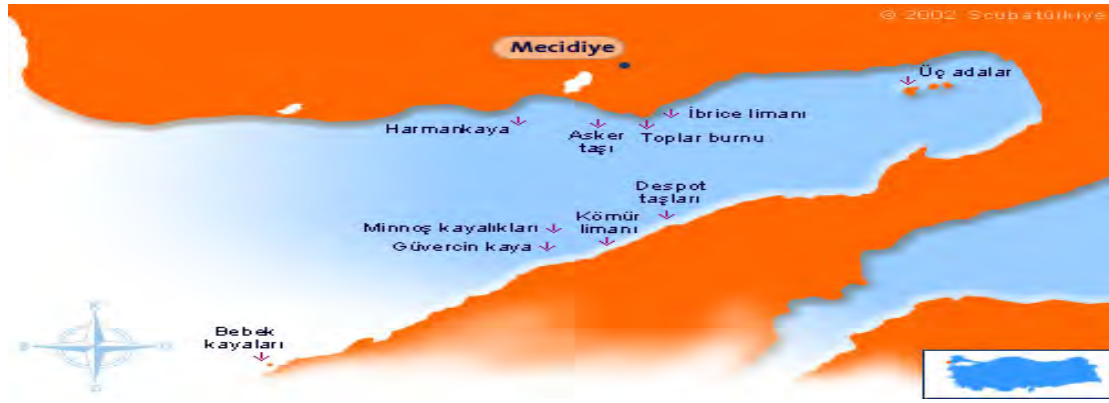 © 2002 Scubatürkiye
Mecidiye
Üç adalar
İbrice limanı
Harmankaya
Asker
taşı
Toplar burnu
Despot
taşları
Minnoş kayalıkları
Kömür
limanı
Güvercin kaya
Bebek
kayaları
K